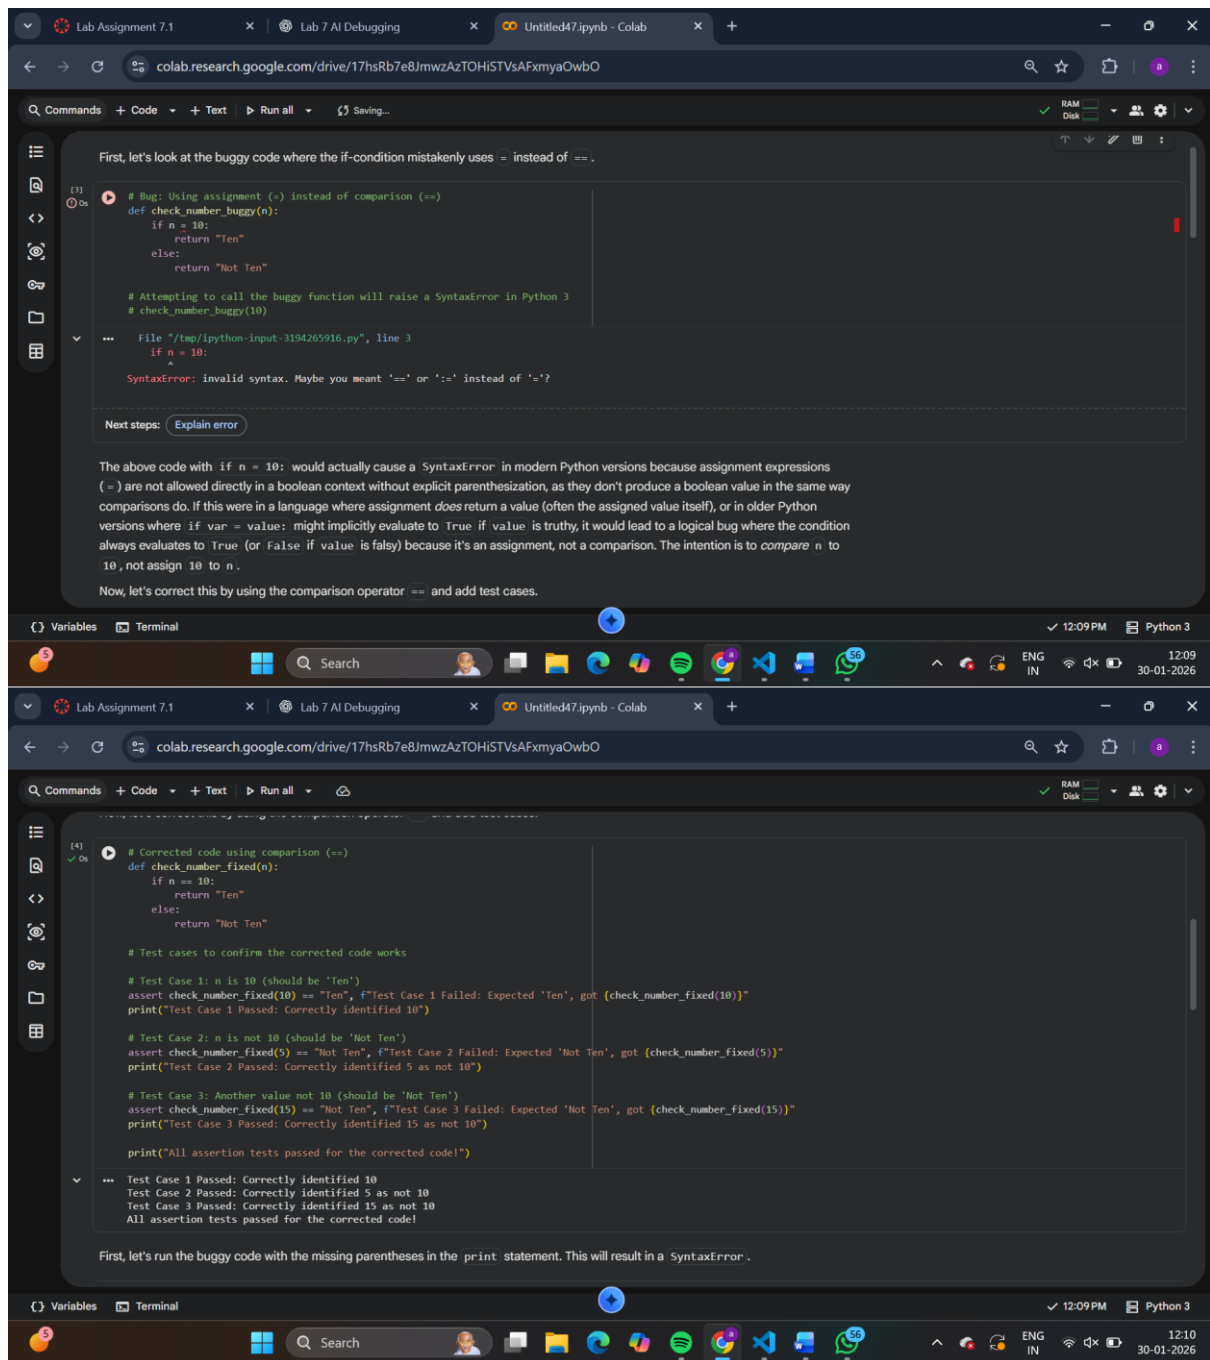 Lab Assignment 7.1
Lab 7 AI Debugging
Untitled47.ipynb - Colab
colab.research.google.com/drive/17hsRb7e8JmwzAzTOHiSTVsAFxmyaOwbO
a
Commands + Code + Text Run all Saving...
RAM
Disk
First, let's look at the buggy code where the if-condition mistakenly uses = instead of == .
[3]
0s
# Bug: Using assignment (=) instead of comparison (==)
def check_number_buggy(n):
    if n = 10:
        return "Ten"
    else:
        return "Not Ten"
# Attempting to call the buggy function will raise a SyntaxError in Python 3
# check_number_buggy(10)
File "/tmp/ipython-input-3194265916.py", line 3
    if n = 10:
       ^
SyntaxError: invalid syntax. Maybe you meant '==' or ':=' instead of '='?
Next steps: Explain error
The above code with if n = 10: would actually cause a SyntaxError in modern Python versions because assignment expressions
( = ) are not allowed directly in a boolean context without explicit parenthesization, as they don't produce a boolean value in the same way
comparisons do. If this were in a language where assignment does return a value (often the assigned value itself), or in older Python
versions where if var = value: might implicitly evaluate to True if value is truthy, it would lead to a logical bug where the condition
always evaluates to True (or False if value is falsy) because it's an assignment, not a comparison. The intention is to compare n to
10 , not assign 10 to n .
Now, let's correct this by using the comparison operator == and add test cases.
{} Variables Terminal
12:09 PM Python 3
5
Search
a
56
ENG
IN
12:09
30-01-2026
Lab Assignment 7.1
Lab 7 AI Debugging
Untitled47.ipynb - Colab
colab.research.google.com/drive/17hsRb7e8JmwzAzTOHiSTVsAFxmyaOwbO
a
Commands + Code + Text Run all
RAM
Disk
Now, let's correct this by using the comparison operator == and add test cases.
[4]
0s
# Corrected code using comparison (==)
def check_number_fixed(n):
    if n == 10:
        return "Ten"
    else:
        return "Not Ten"
# Test cases to confirm the corrected code works
# Test Case 1: n is 10 (should be 'Ten')
assert check_number_fixed(10) == "Ten", f"Test Case 1 Failed: Expected 'Ten', got {check_number_fixed(10)}"
print("Test Case 1 Passed: Correctly identified 10")
# Test Case 2: n is not 10 (should be 'Not Ten')
assert check_number_fixed(5) == "Not Ten", f"Test Case 2 Failed: Expected 'Not Ten', got {check_number_fixed(5)}"
print("Test Case 2 Passed: Correctly identified 5 as not 10")
# Test Case 3: Another value not 10 (should be 'Not Ten')
assert check_number_fixed(15) == "Not Ten", f"Test Case 3 Failed: Expected 'Not Ten', got {check_number_fixed(15)}"
print("Test Case 3 Passed: Correctly identified 15 as not 10")
print("All assertion tests passed for the corrected code!")
Test Case 1 Passed: Correctly identified 10
Test Case 2 Passed: Correctly identified 5 as not 10
Test Case 3 Passed: Correctly identified 15 as not 10
All assertion tests passed for the corrected code!
First, let's run the buggy code with the missing parentheses in the print statement. This will result in a SyntaxError .
{} Variables Terminal
12:09 PM Python 3
5
Search
a
56
ENG
IN
12:10
30-01-2026